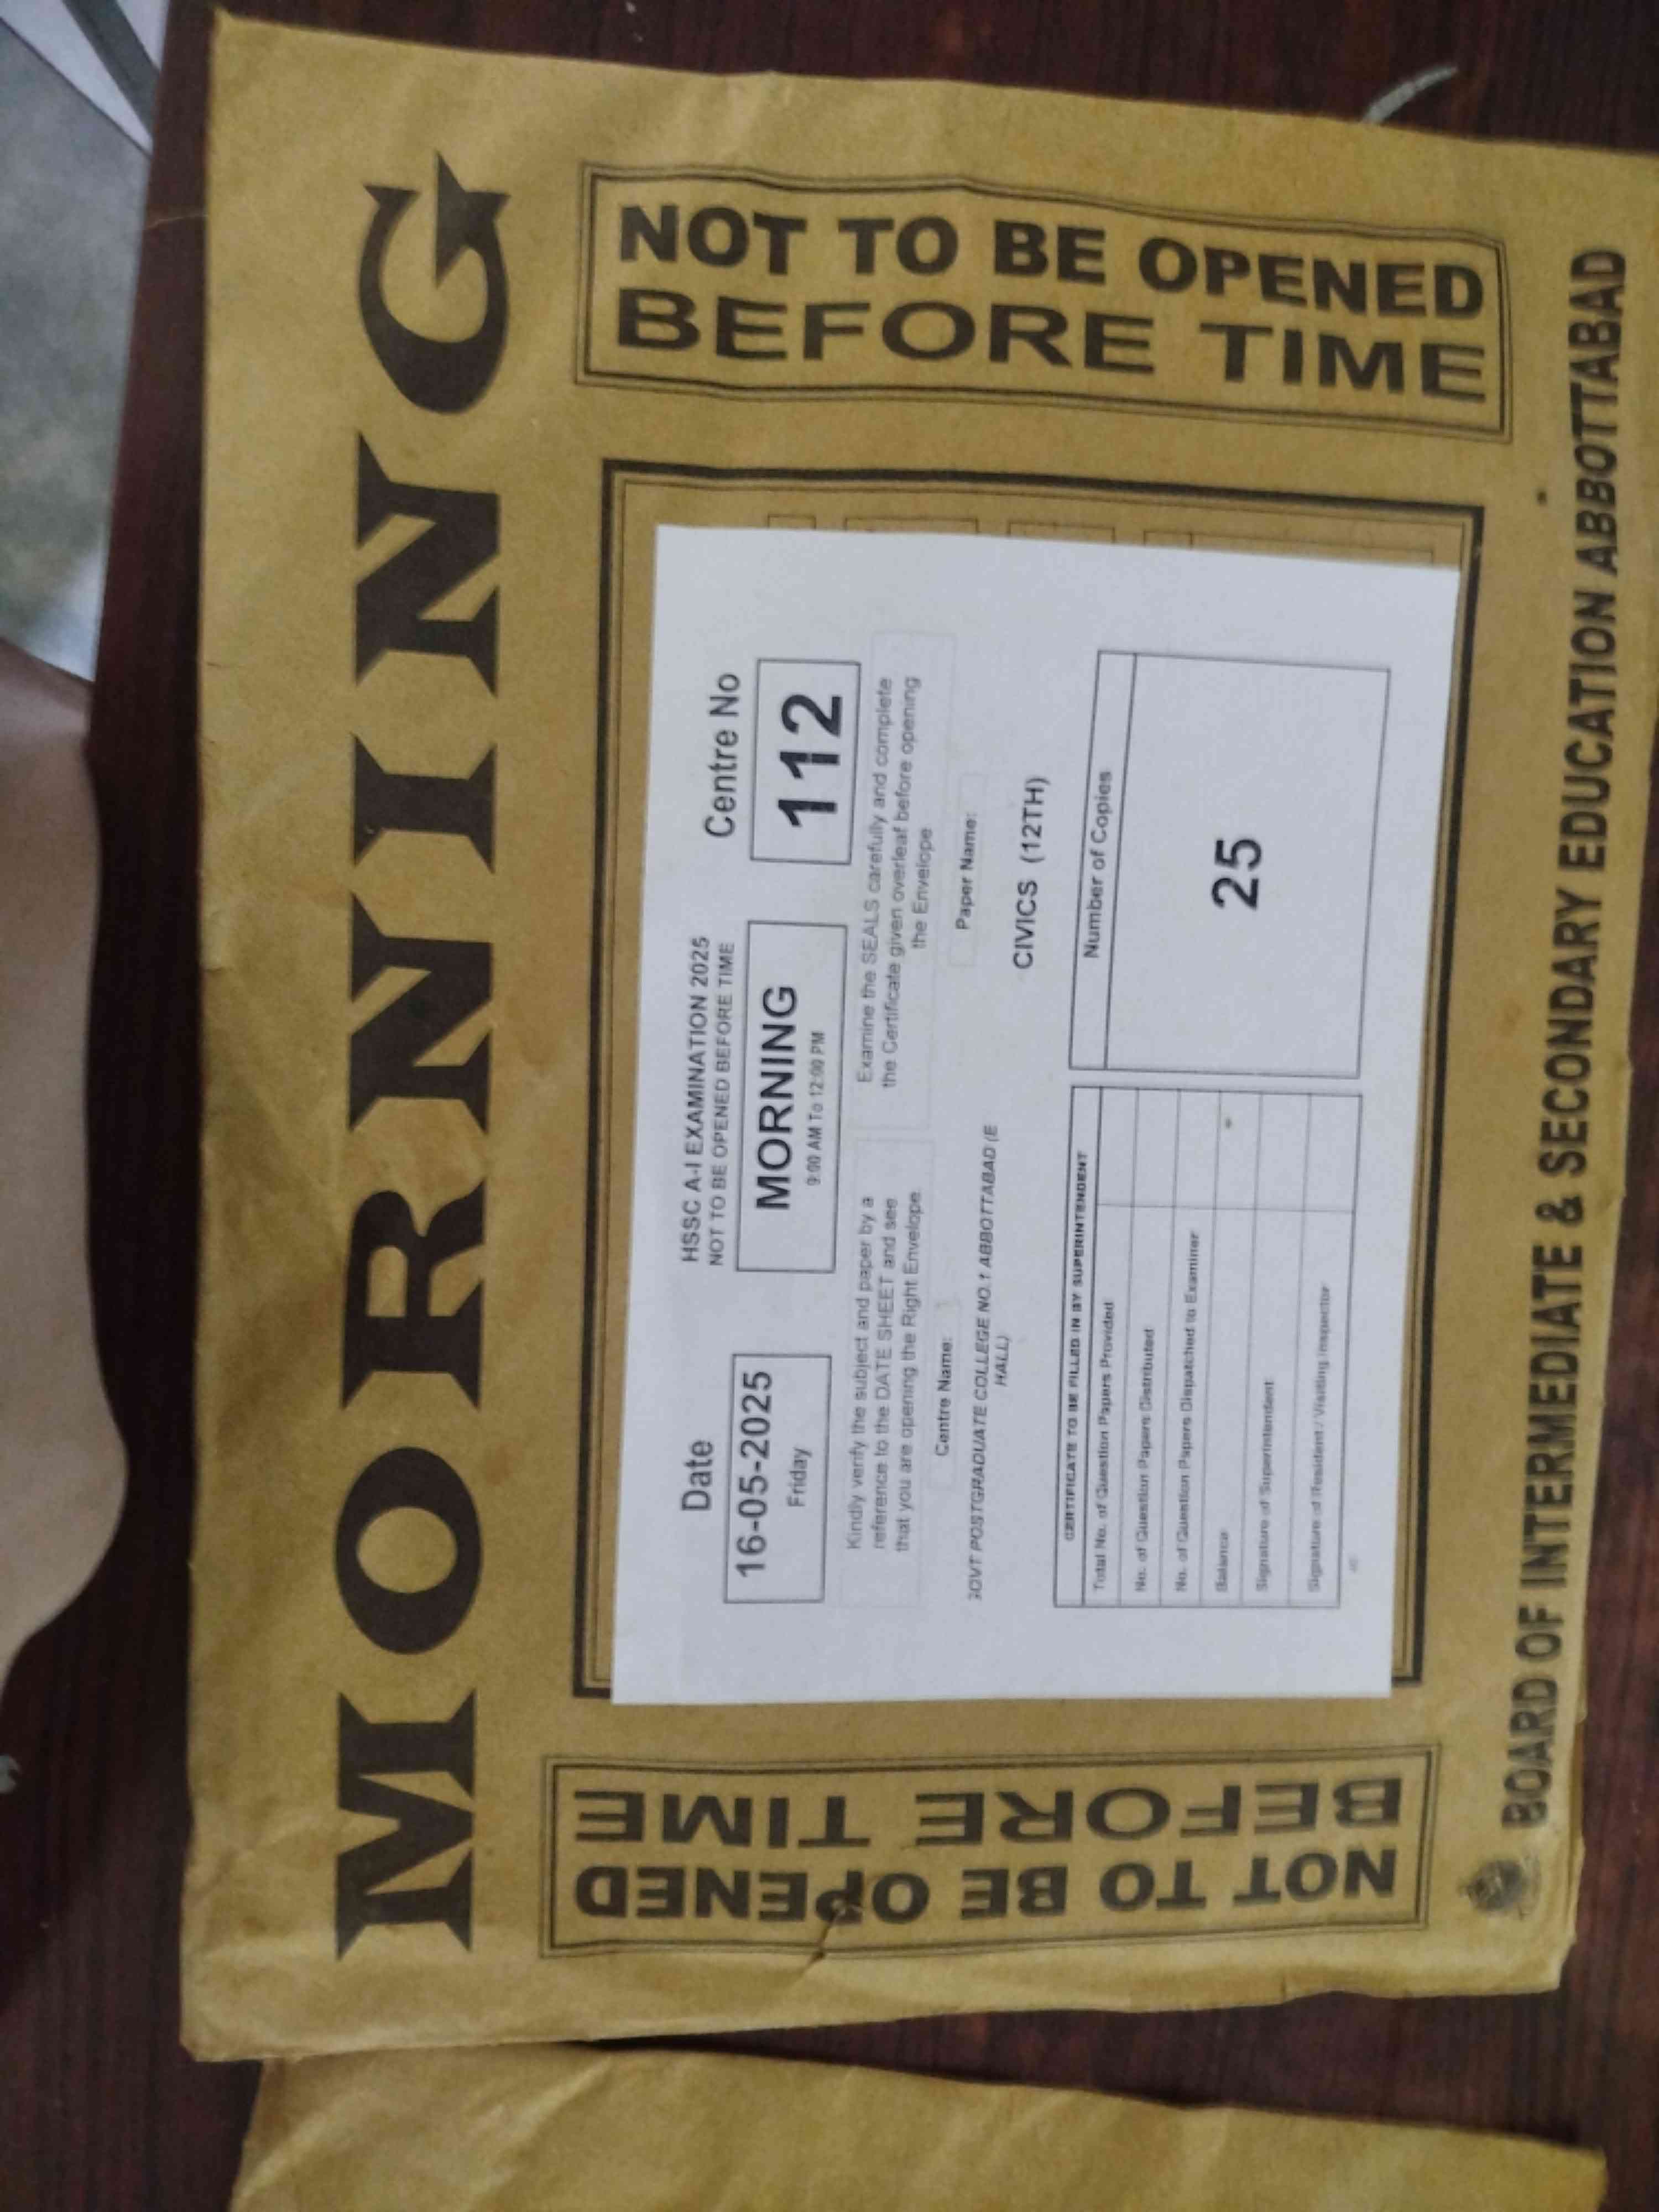 MORNING
NOT TO BE OPENED
BEFORE TIME
HSSC A-I EXAMINATION 2025
NOT TO BE OPENED BEFORE TIME
Date
16-05-2025
Friday
MORNING
9:00 AM To 12:00 PM
Centre No
112
Kindly verify the subject and paper by a
reference to the DATE SHEET and see
that you are opening the Right Envelope.
Examine the SEALS carefully and complete
the Certificate given overleaf before opening
the Envelope
Centre Name:
GOVT POSTGRADUATE COLLEGE NO.1 ABBOTTABAD (E
HALL)
Paper Name:
CIVICS (12TH)
CERTIFICATE TO BE FILLED IN BY SUPERINTENDENT
Total No. of Question Papers Provided
No. of Question Papers Distributed
No. of Question Papers Dispatched to Examiner
Balance
Signature of Superintendent
Signature of Resident / Visiting Inspector
Number of Copies
25
NOT TO BE OPENED
BEFORE TIME
BOARD OF INTERMEDIATE & SECONDARY EDUCATION ABBOTTABAD